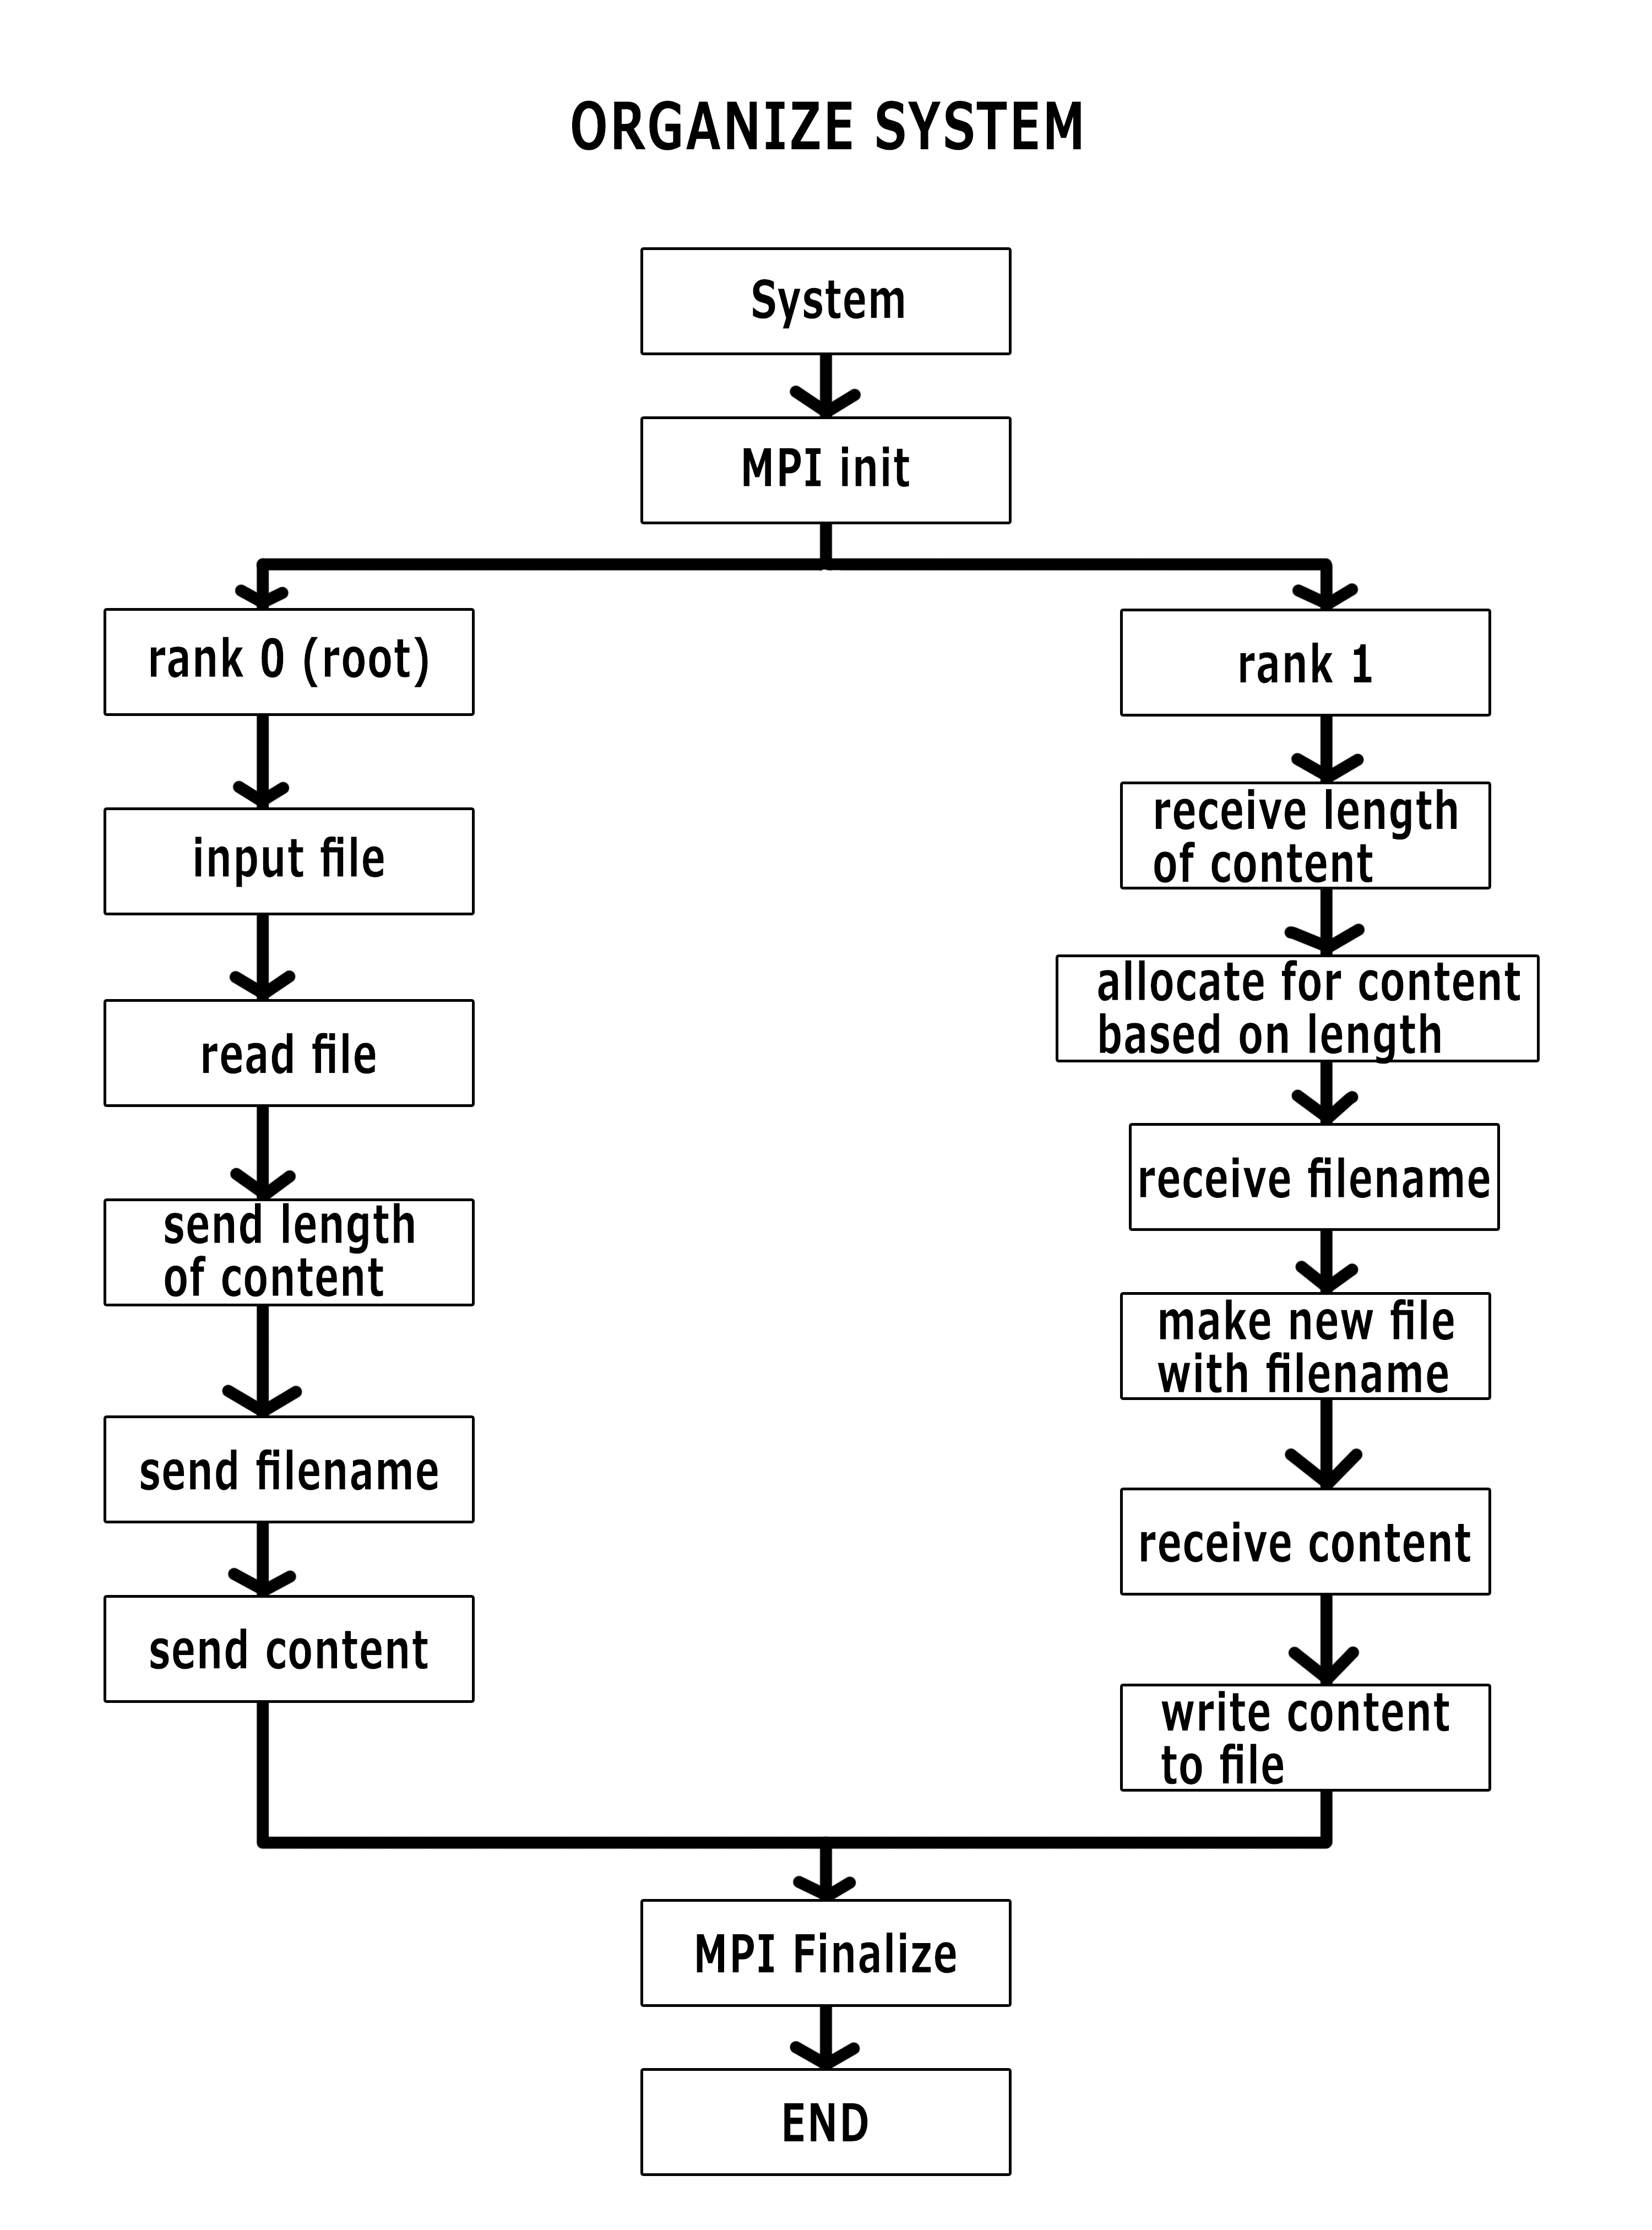 ORGANIZE SYSTEM
System
MPI init
rank 0 (root)
input file
read file
send length
of content
send filename
send content
rank 1
receive length
of content
allocate for content
based on length
receive filename
make new file
with filename
receive content
write content
to file
MPI Finalize
END